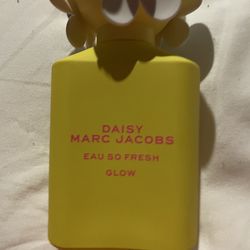 DAISY
MARC JACOBS
EAU SO FRESH
GLOW